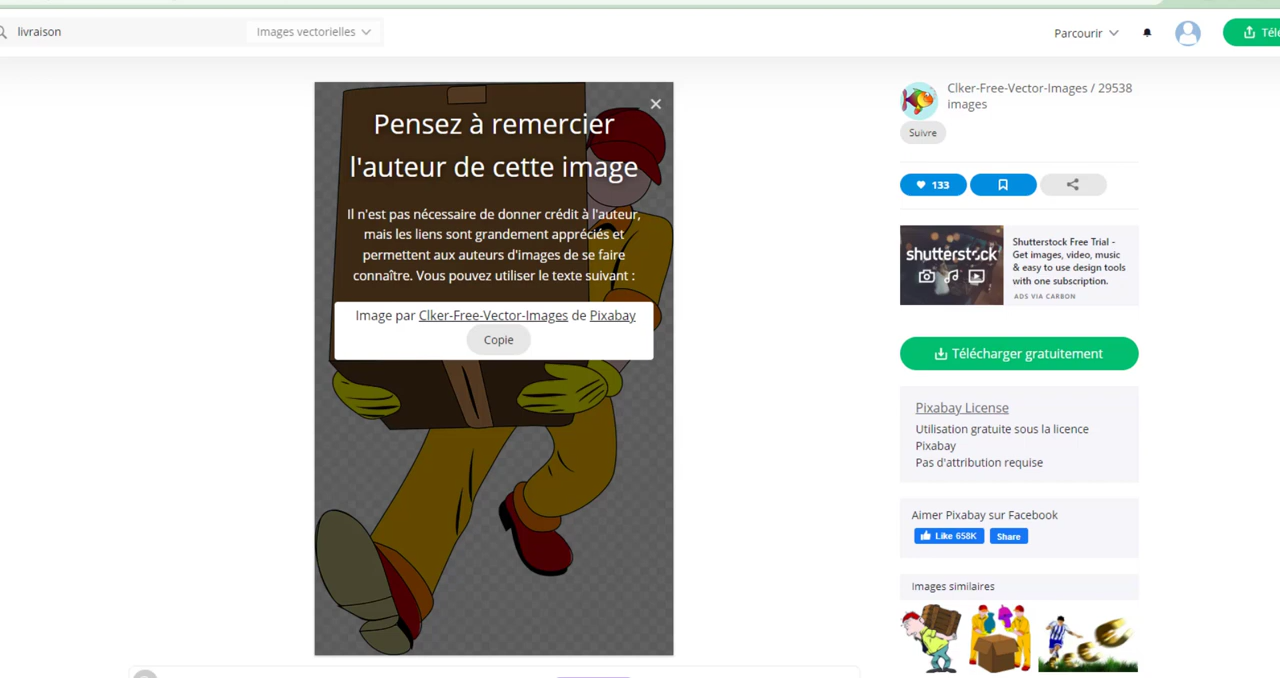 livraison
Images vectorielles
Parcourir
Pensez à remercier
l'auteur de cette image
Il n'est pas nécessaire de donner crédit à l'auteur,
mais les liens sont grandement appréciés et
permettent aux auteurs d'images de se faire
connaître. Vous pouvez utiliser le texte suivant :
Image par Clker-Free-Vector-Images de Pixabay
Copie
Clker-Free-Vector-Images / 29538
images
Suivre
133
shutterstock
Shutterstock Free Trial -
Get images, video, music
& easy to use design tools
with one subscription.
ADS VIA CARBON
Télécharger gratuitement
Pixabay License
Utilisation gratuite sous la licence
Pixabay
Pas d'attribution requise
Aimer Pixabay sur Facebook
Like 658K
Share
Images similaires